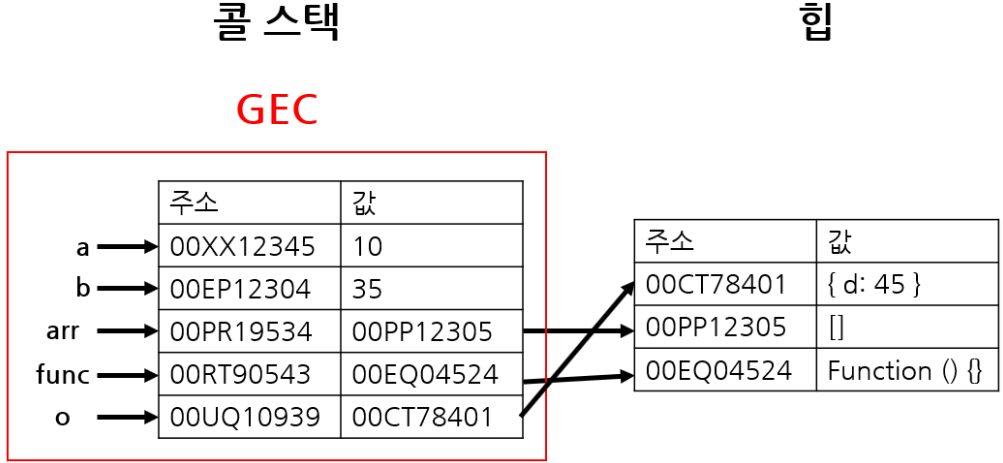 콜 스택
힙
GEC
주소 값
a 00XX12345 10
b 00EP12304 35
arr 00PR19534 00PP12305
func 00RT90543 00EQ04524
o 00UQ10939 00CT78401
주소 값
00CT78401 { d: 45 }
00PP12305 []
00EQ04524 Function () {}